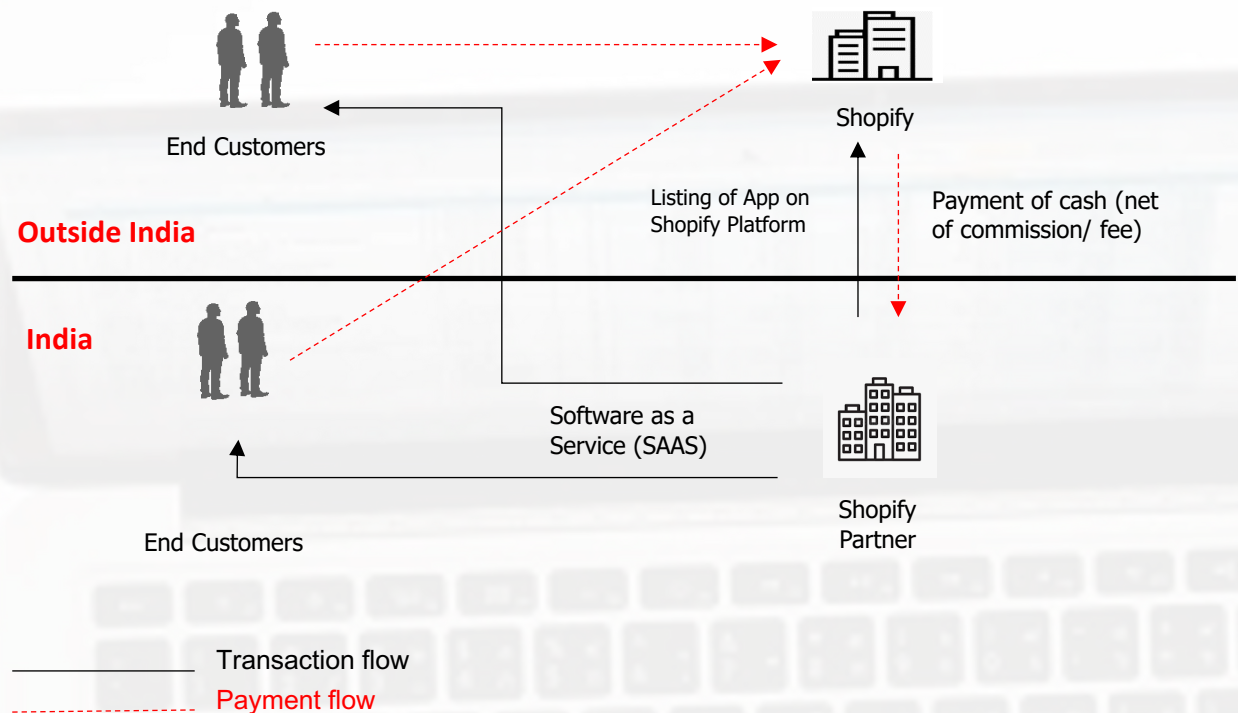 End Customers
Shopify
Listing of App on
Shopify Platform
Payment of cash (net
of commission/ fee)
Outside India
India
Software as a
Service (SAAS)
Shopify
Partner
End Customers
Transaction flow
Payment flow